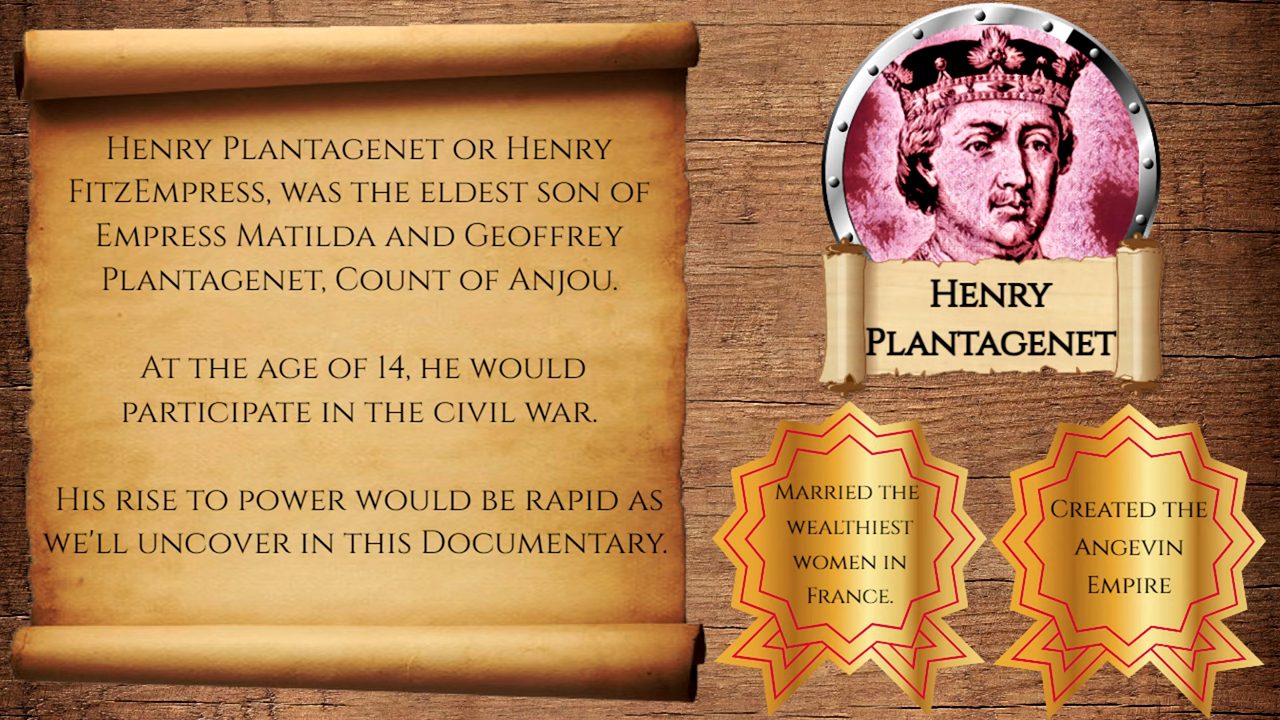 Henry Plantagenet or Henry
FitzEmpress, was the eldest son of
Empress Matilda and Geoffrey
Plantagenet, Count of Anjou.
At the age of 14, he would
participate in the civil war.
His rise to power would be rapid as
we'll uncover in this Documentary.
Henry
Plantagenet
Married the
wealthiest
women in
France.
Created the
Angevin
Empire